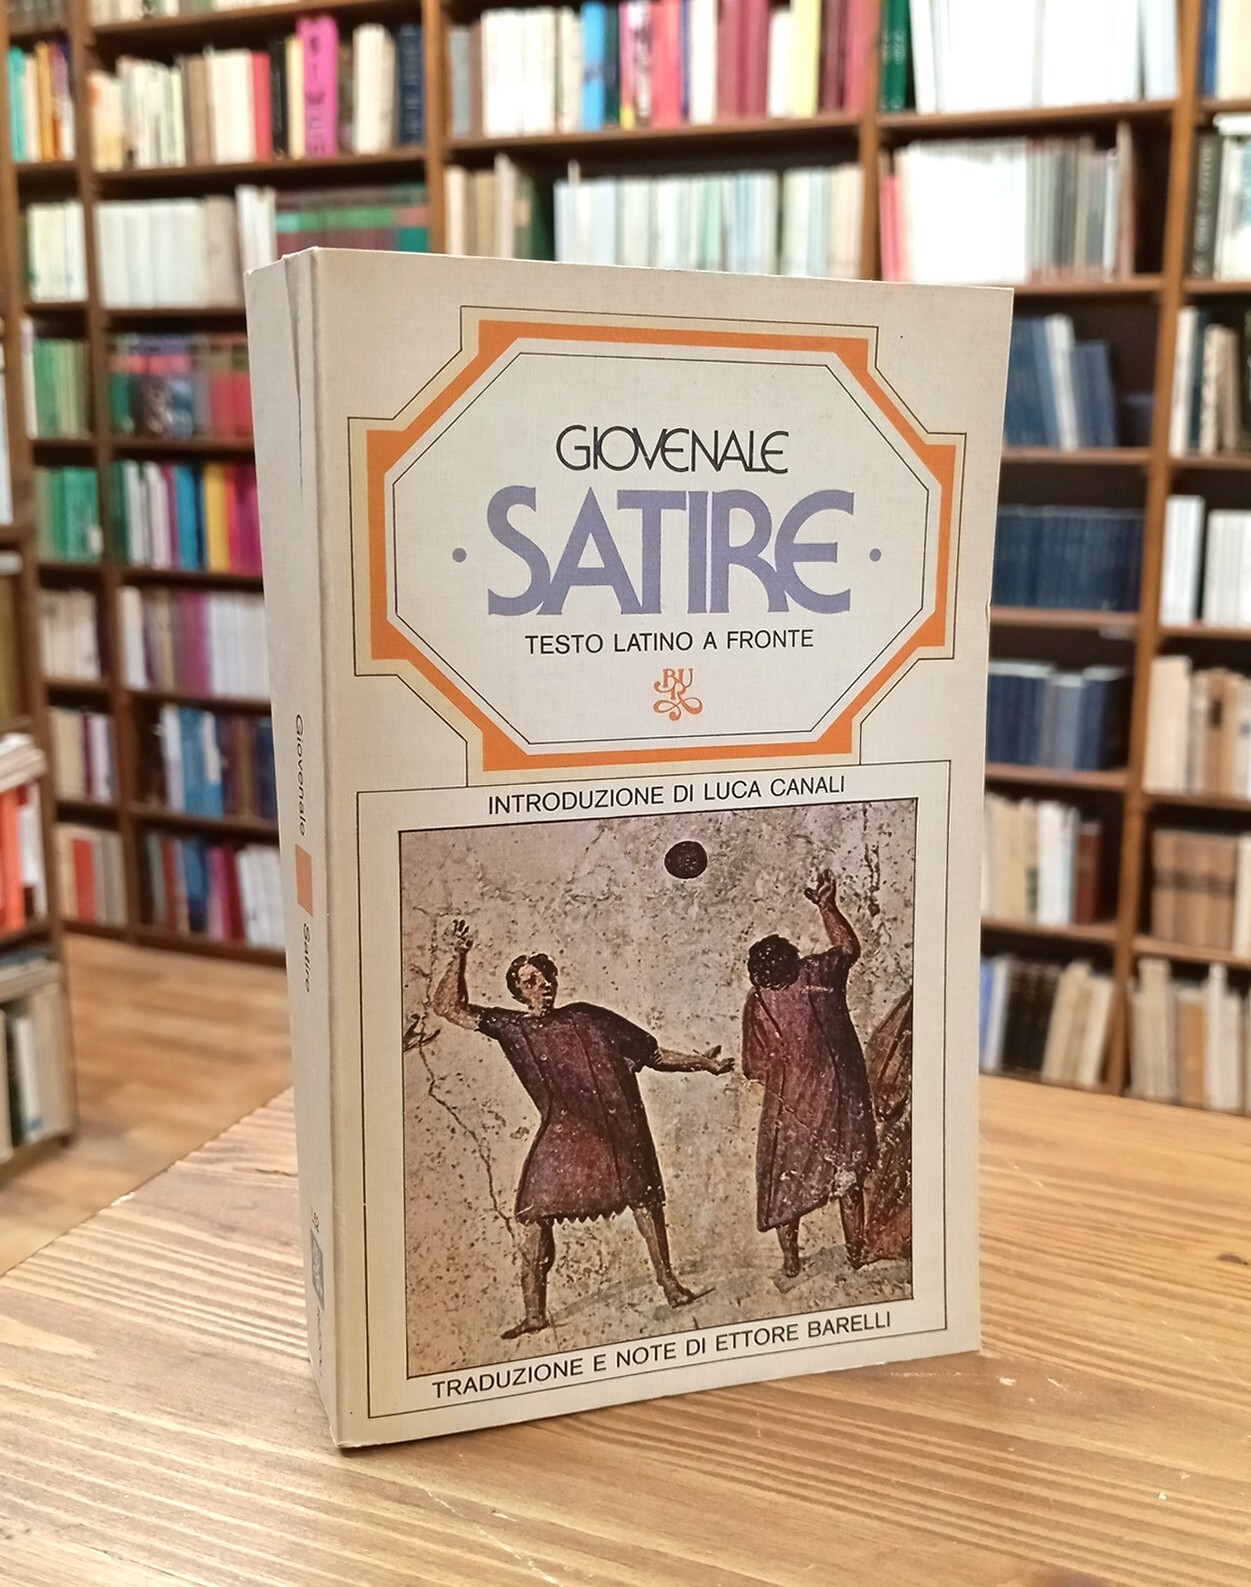 GIOVENALE
• SATIRE •
TESTO LATINO A FRONTE
BUR
INTRODUZIONE DI LUCA CANALI
TRADUZIONE E NOTE DI ETTORE BARELLI
Giovenale Satire